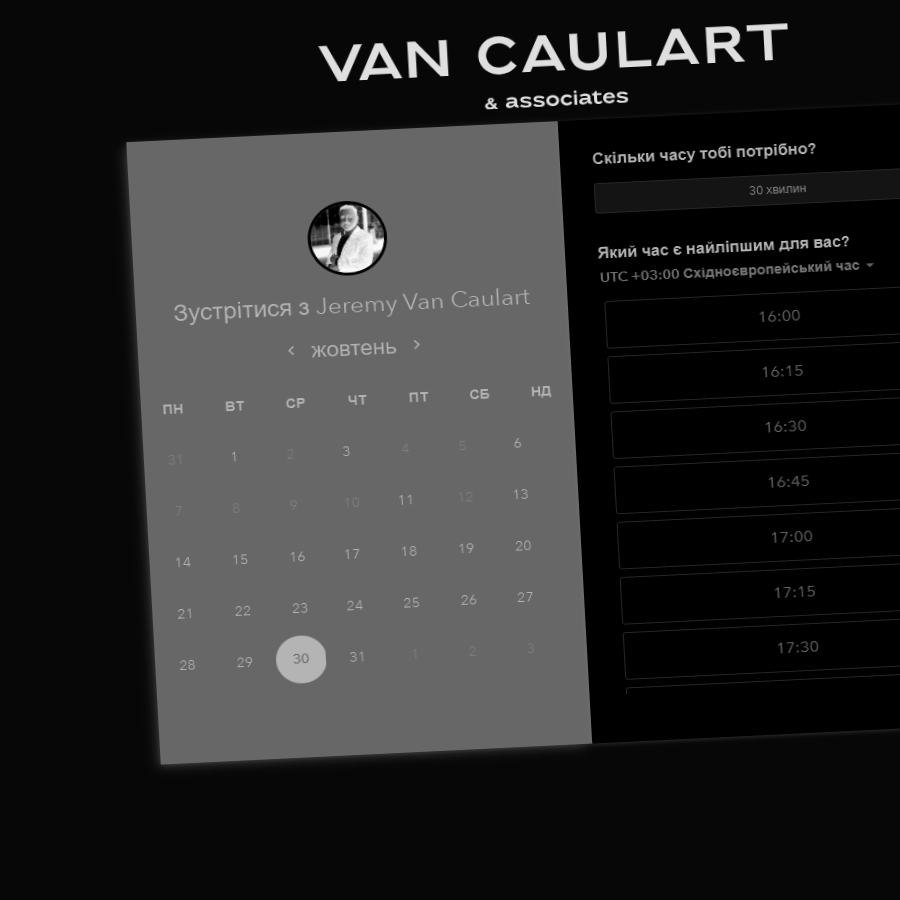 VAN CAULART
& associates
Зустрітися з Jeremy Van Caulart
жовтень
ПН ВТ СР ЧТ ПТ СБ НД
31 1 2 3 4 5 6
7 8 9 10 11 12 13
14 15 16 17 18 19 20
21 22 23 24 25 26 27
28 29 30 31 1 2 3
Скільки часу тобі потрібно?
30 хвилин
Який час є найліпшим для вас?
UTC +03:00 Східноєвропейський час
16:00
16:15
16:30
16:45
17:00
17:15
17:30